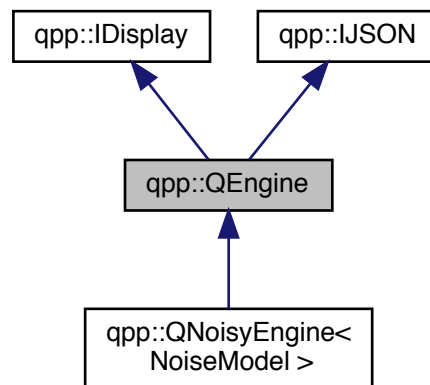 qpp::IDisplay
qpp::IJSON
qpp::QEngine
qpp::QNoisyEngine<
NoiseModel >